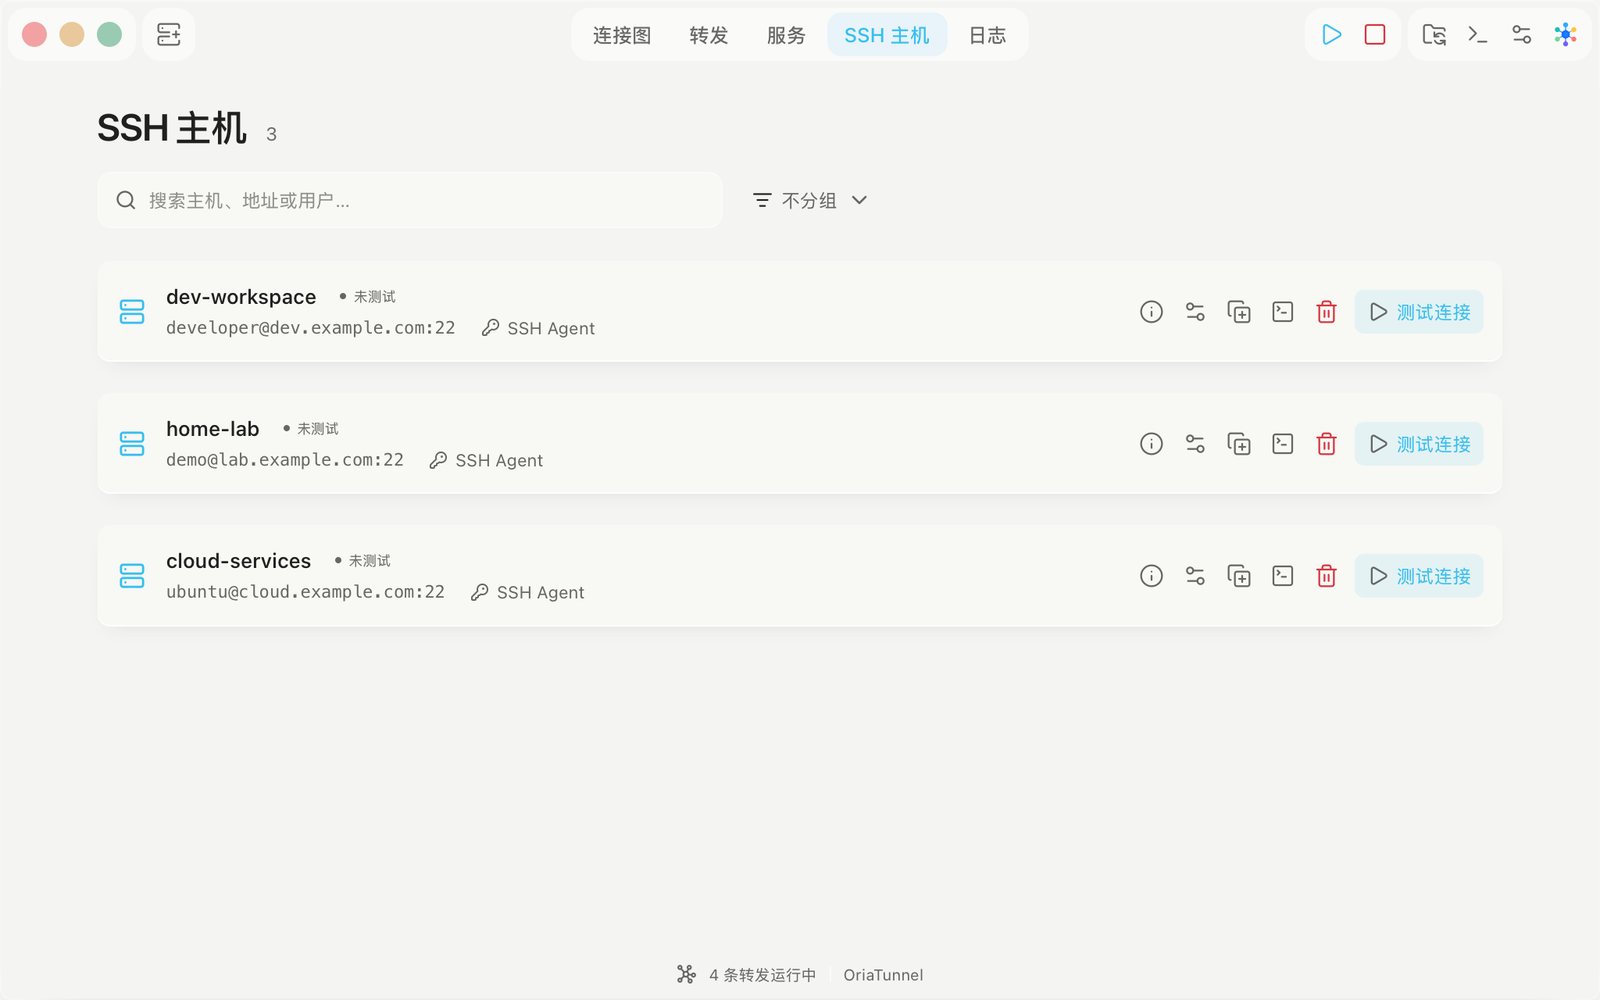 连接图 转发 服务 SSH 主机 日志
SSH 主机 3
搜索主机、地址或用户...
不分组
dev-workspace • 未测试
developer@dev.example.com:22 SSH Agent
测试连接
home-lab • 未测试
demo@lab.example.com:22 SSH Agent
测试连接
cloud-services • 未测试
ubuntu@cloud.example.com:22 SSH Agent
测试连接
4 条转发运行中 OriaTunnel